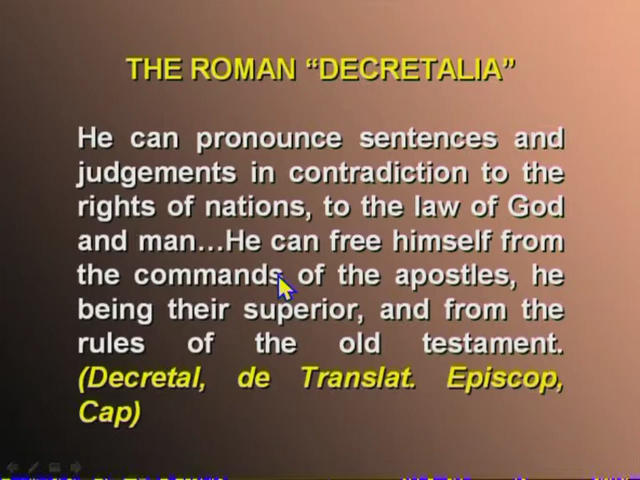 THE ROMAN “DECRETALIA”
He can pronounce sentences and
judgements in contradiction to the
rights of nations, to the law of God
and man…He can free himself from
the commands of the apostles, he
being their superior, and from the
rules of the old testament.
(Decretal, de Translat. Episcop,
Cap)